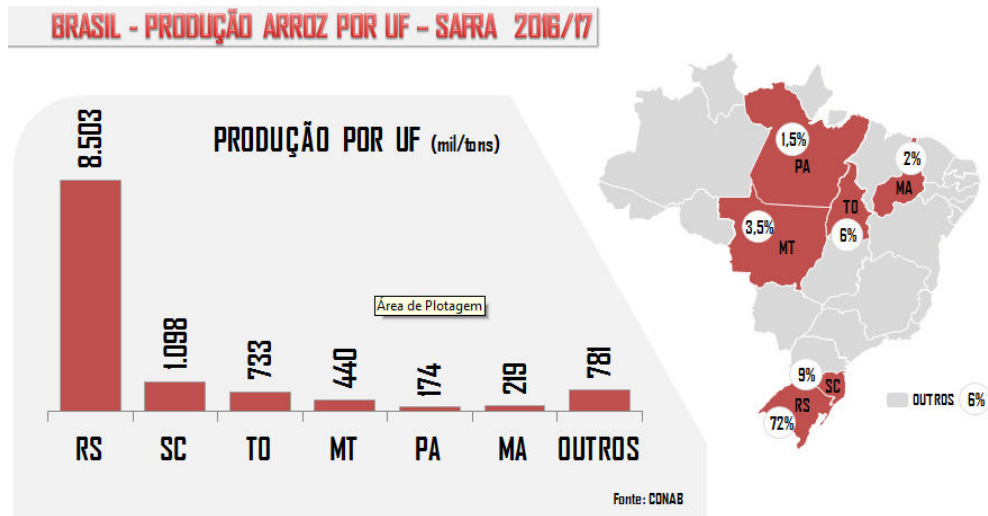 BRASIL - PRODUÇÃO ARROZ POR UF – SAFRA 2016/17
PRODUÇÃO POR UF (mil/tons)
8.503
1.098
733
440
174
219
781
RS
SC
TO
MT
PA
MA
OUTROS
Área de Plotagem
Fonte: CONAB
1,5%
PA
2%
MA
TO
6%
3,5%
MT
9%
SC
RS
72%
OUTROS 6%